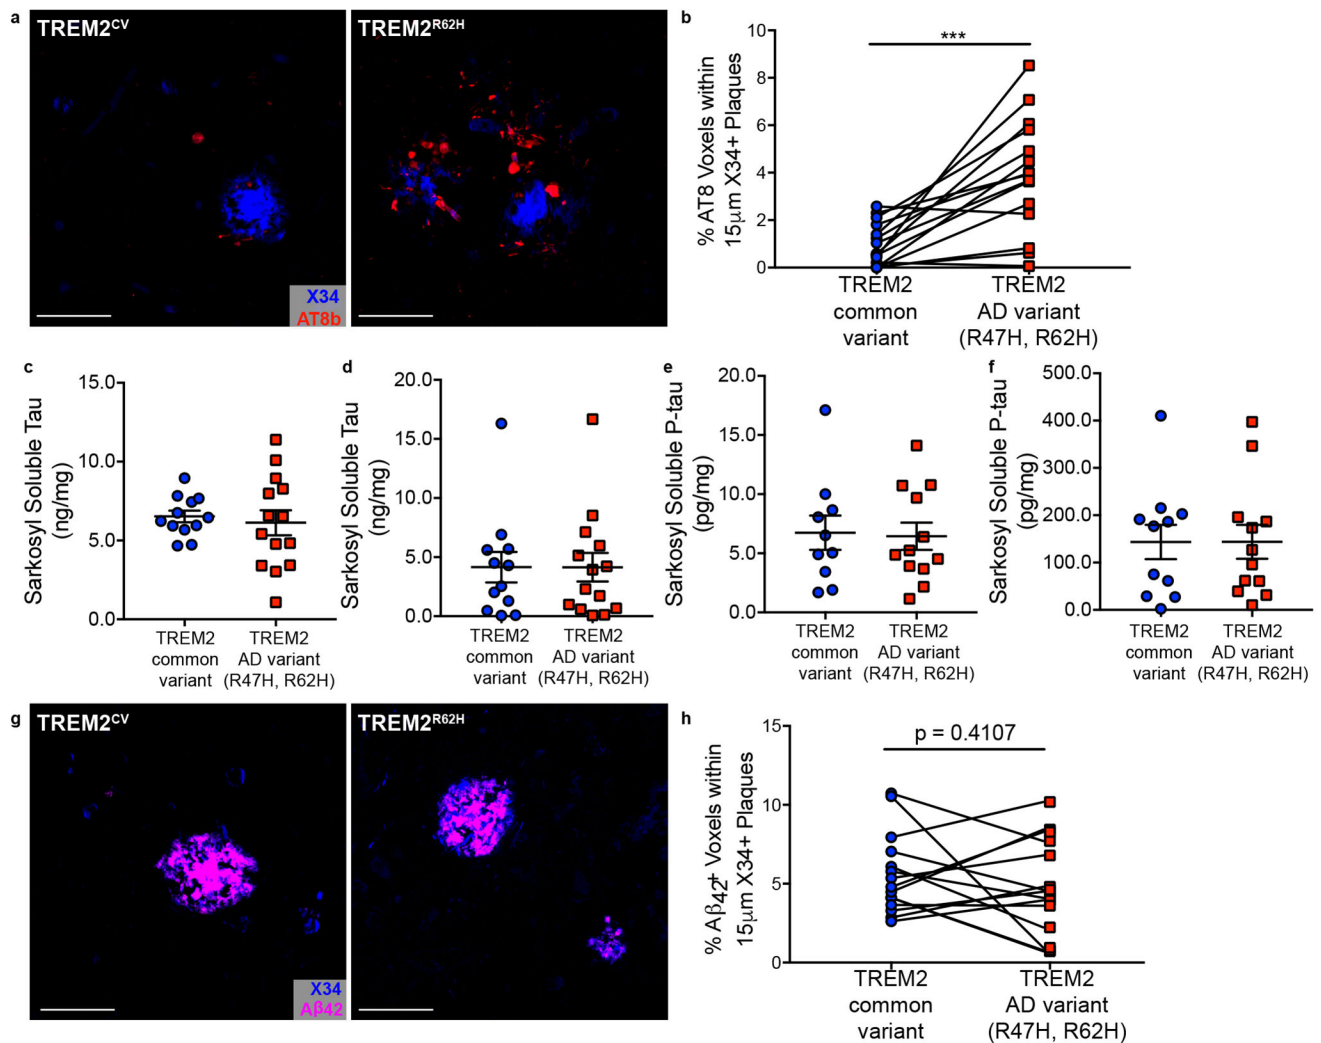 a
TREM2CV
TREM2R62H
X34
AT8b
b
% AT8 Voxels within
15μm X34+ Plaques
10
8
6
4
2
0
***
TREM2
common
variant
TREM2
AD variant
(R47H, R62H)
c
Sarkosyl Soluble Tau
(ng/mg)
15.0
10.0
5.0
0.0
TREM2
common
variant
TREM2
AD variant
(R47H, R62H)
d
Sarkosyl Soluble Tau
(ng/mg)
20.0
15.0
10.0
5.0
0.0
TREM2
common
variant
TREM2
AD variant
(R47H, R62H)
e
Sarkosyl Soluble P-tau
(pg/mg)
20.0
15.0
10.0
5.0
0.0
TREM2
common
variant
TREM2
AD variant
(R47H, R62H)
f
Sarkosyl Soluble P-tau
(pg/mg)
500.0
400.0
300.0
200.0
100.0
0.0
TREM2
common
variant
TREM2
AD variant
(R47H, R62H)
g
TREM2CV
TREM2R62H
X34
Aβ42
h
% Aβ42+ Voxels within
15μm X34+ Plaques
15
10
5
0
p = 0.4107
TREM2
common
variant
TREM2
AD variant
(R47H, R62H)